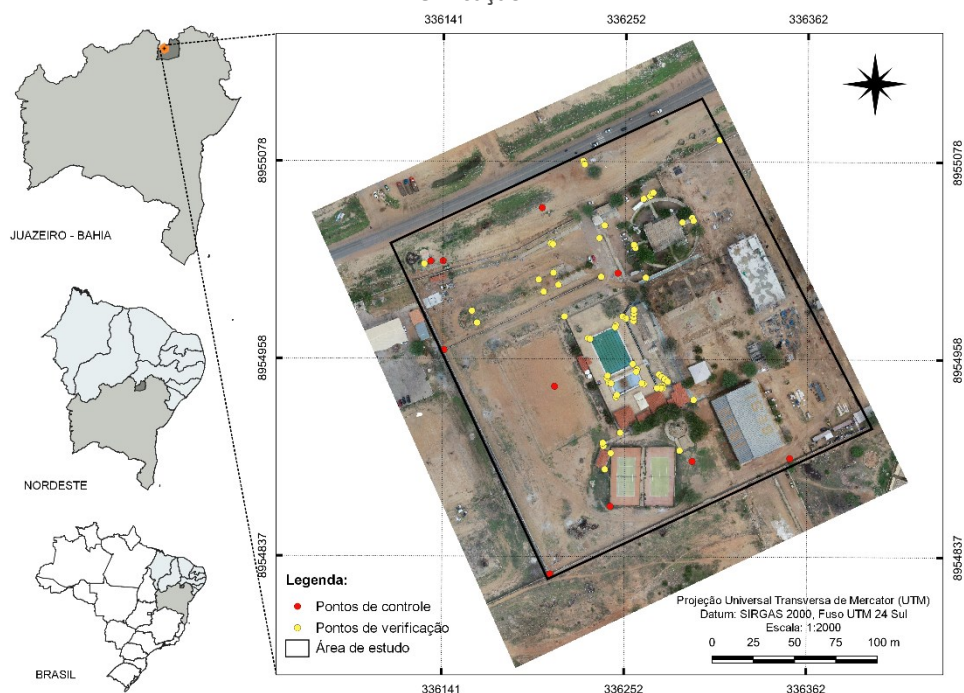 336141 336252 336362
8955078 8955078
JUAZEIRO - BAHIA
8954958 8954958
NORDESTE
8954837 8954837
Legenda:
Pontos de controle
Pontos de verificação
Área de estudo
Projeção Universal Transversa de Mercator (UTM)
Datum: SIRGAS 2000, Fuso UTM 24 Sul
Escala: 1:2000
0 25 50 75 100 m
BRASIL
336141 336252 336362